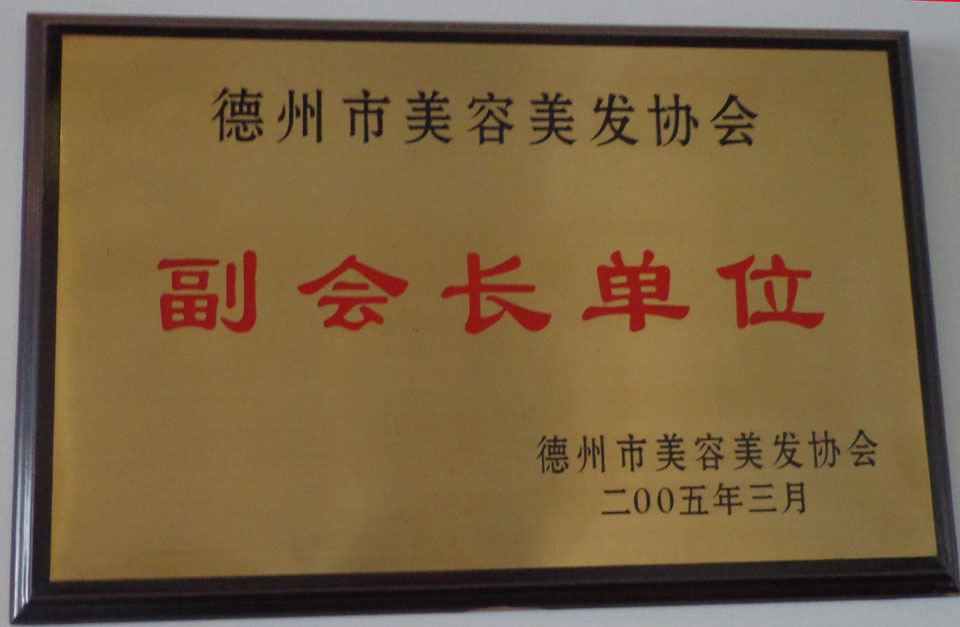 德州市美容美发协会
副会长单位
德州市美容美发协会
二00五年三月